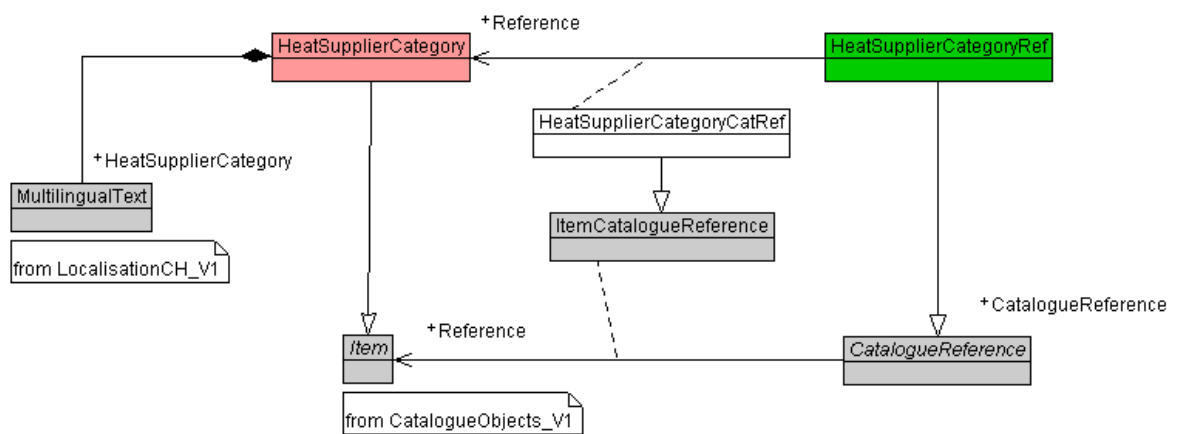 +Reference
HeatSupplierCategory
HeatSupplierCategoryRef
HeatSupplierCategoryCatRef
+HeatSupplierCategory
MultilingualText
ItemCatalogueReference
from LocalisationCH_V1
+CatalogueReference
+Reference
Item
CatalogueReference
from CatalogueObjects_V1